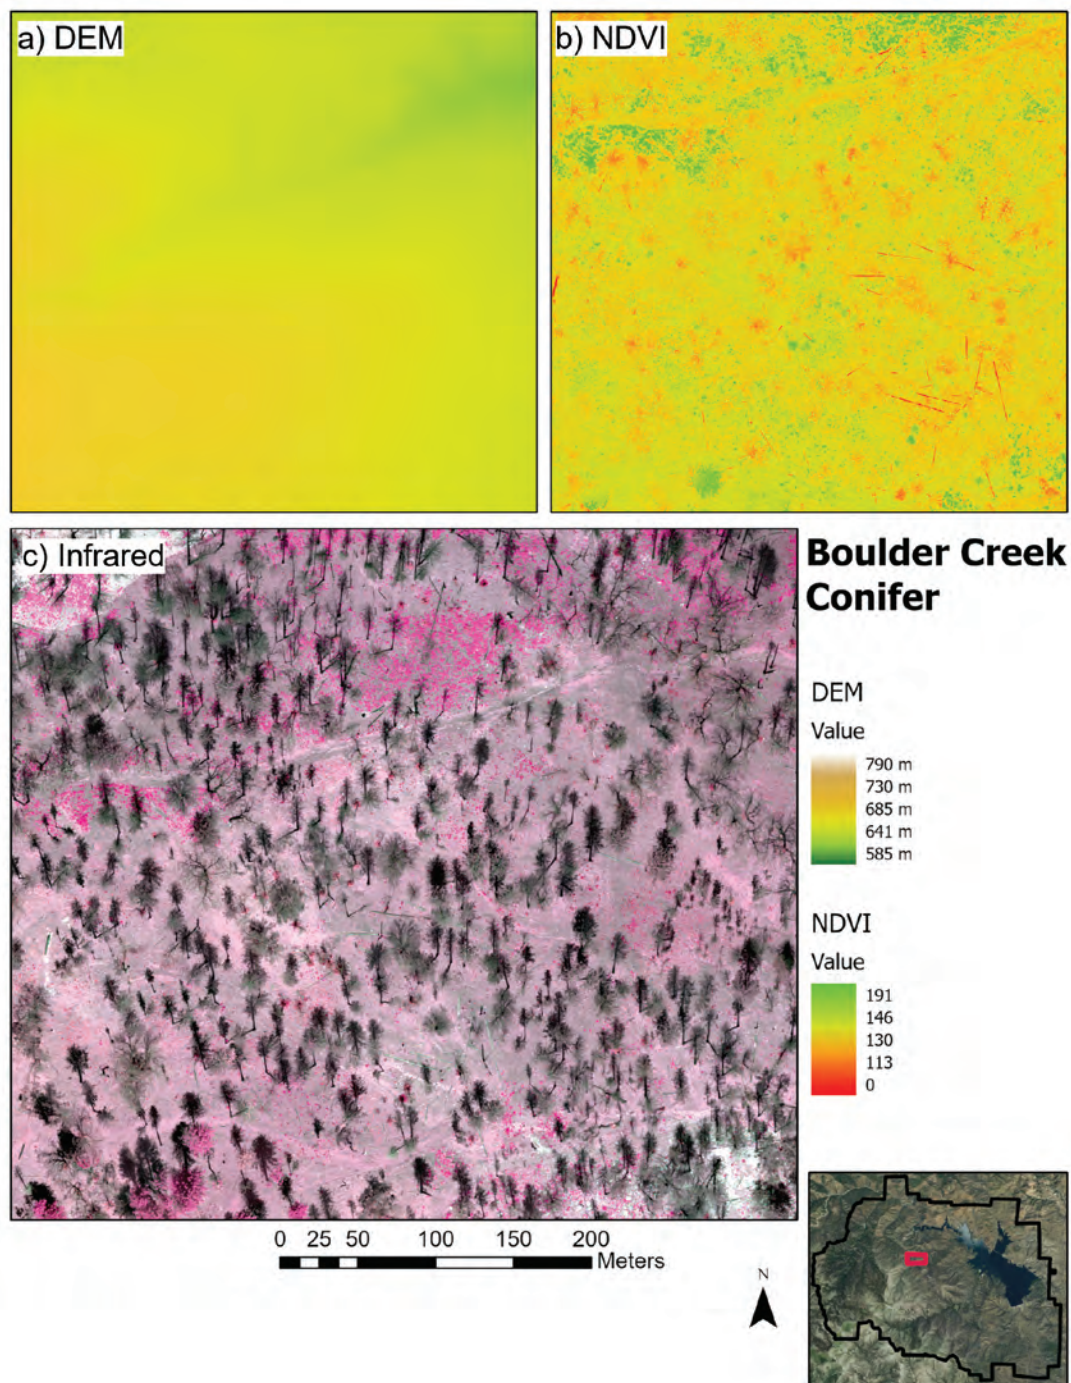 a) DEM
b) NDVI
c) Infrared
Boulder Creek
Conifer
DEM
Value
790 m
730 m
685 m
641 m
585 m
NDVI
Value
191
146
130
113
0
0 25 50 100 150 200
Meters
N